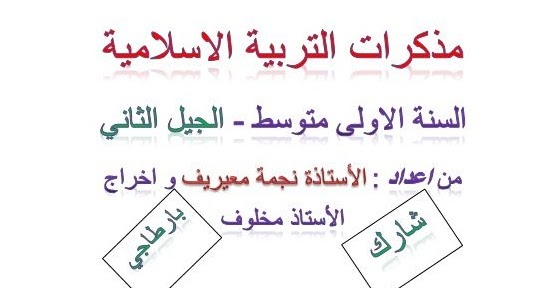 مذكرات التربية الاسلامية
السنة الاولى متوسط - الجيل الثاني
من اعداد : الأستاذة نجمة معيريف و اخراج
الأستاذ مخلوف
شارك
بارطاجي